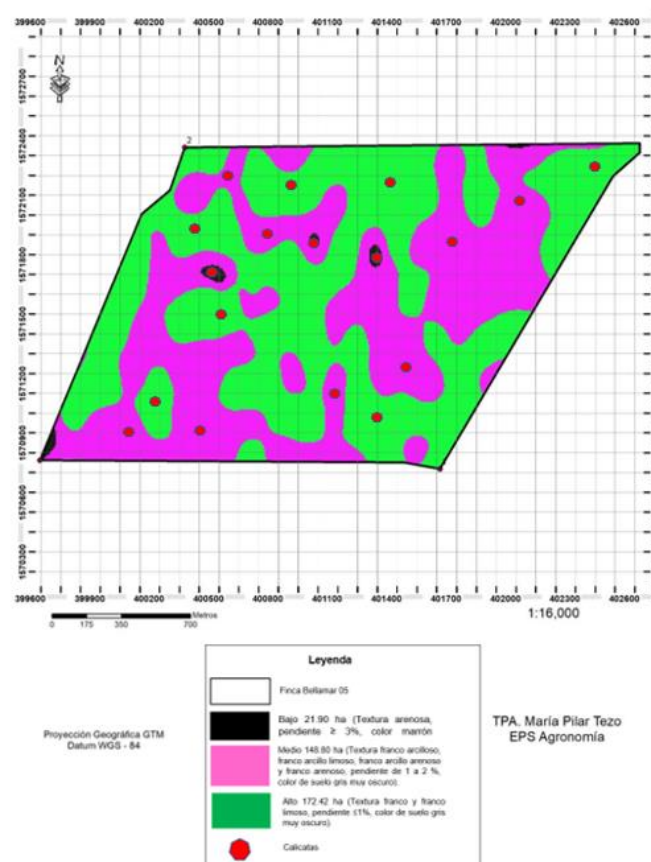 399600 399900 400200 400500 400800 401100 401400 401700 402000 402300 402600
N
1572700
1572400
1572100
1571800
1571500
1571200
1570900
1570600
1570300
2
399600 399900 400200 400500 400800 401100 401400 401700 402000 402300 402600
Metros
0 175 350 700
1:16,000
Leyenda
Finca Bellamar 05
Bajo 21.90 ha (Textura arenosa,
pendiente ≥ 3%, color marrón
Medio 148.80 ha (Textura franco arcilloso,
franco arcillo limoso, franco arcillo arenoso
y franco arenoso, pendiente de 1 a 2 %,
color de suelo gris muy oscuro).
Alto 172.42 ha (Textura franco y franco
limoso, pendiente ≤1%, color de suelo gris
muy oscuro).
Calicatas
Proyección Geográfica GTM
Datum WGS - 84
TPA. María Pilar Tezo
EPS Agronomía